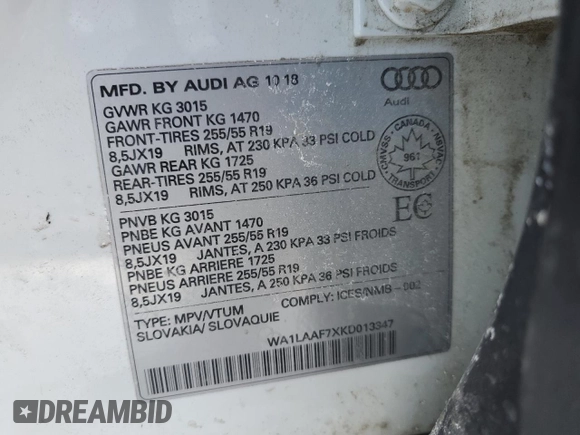 MFD. BY AUDI AG 10 18
Audi
GVWR KG 3015
GAWR FRONT KG 1470
FRONT-TIRES 255/55 R19
8,5JX19 RIMS, AT 230 KPA 33 PSI COLD
GAWR REAR KG 1725
REAR-TIRES 255/55 R19
8,5JX19 RIMS, AT 250 KPA 36 PSI COLD
CMVSS - CANADA - NSVAC
961
TRANSPORT
PNVB KG 3015
PNBE KG AVANT 1470
PNEUS AVANT 255/55 R19
8,5JX19 JANTES, A 230 KPA 33 PSI FROIDS
PNBE KG ARRIERE 1725
PNEUS ARRIERE 255/55 R19
8,5JX19 JANTES, A 250 KPA 36 PSI FROIDS
EC
TYPE: MPV/VTUM COMPLY: ICES/NMB-002
SLOVAKIA/ SLOVAQUIE
WA1LAAF7XKD013347
DREAMBID